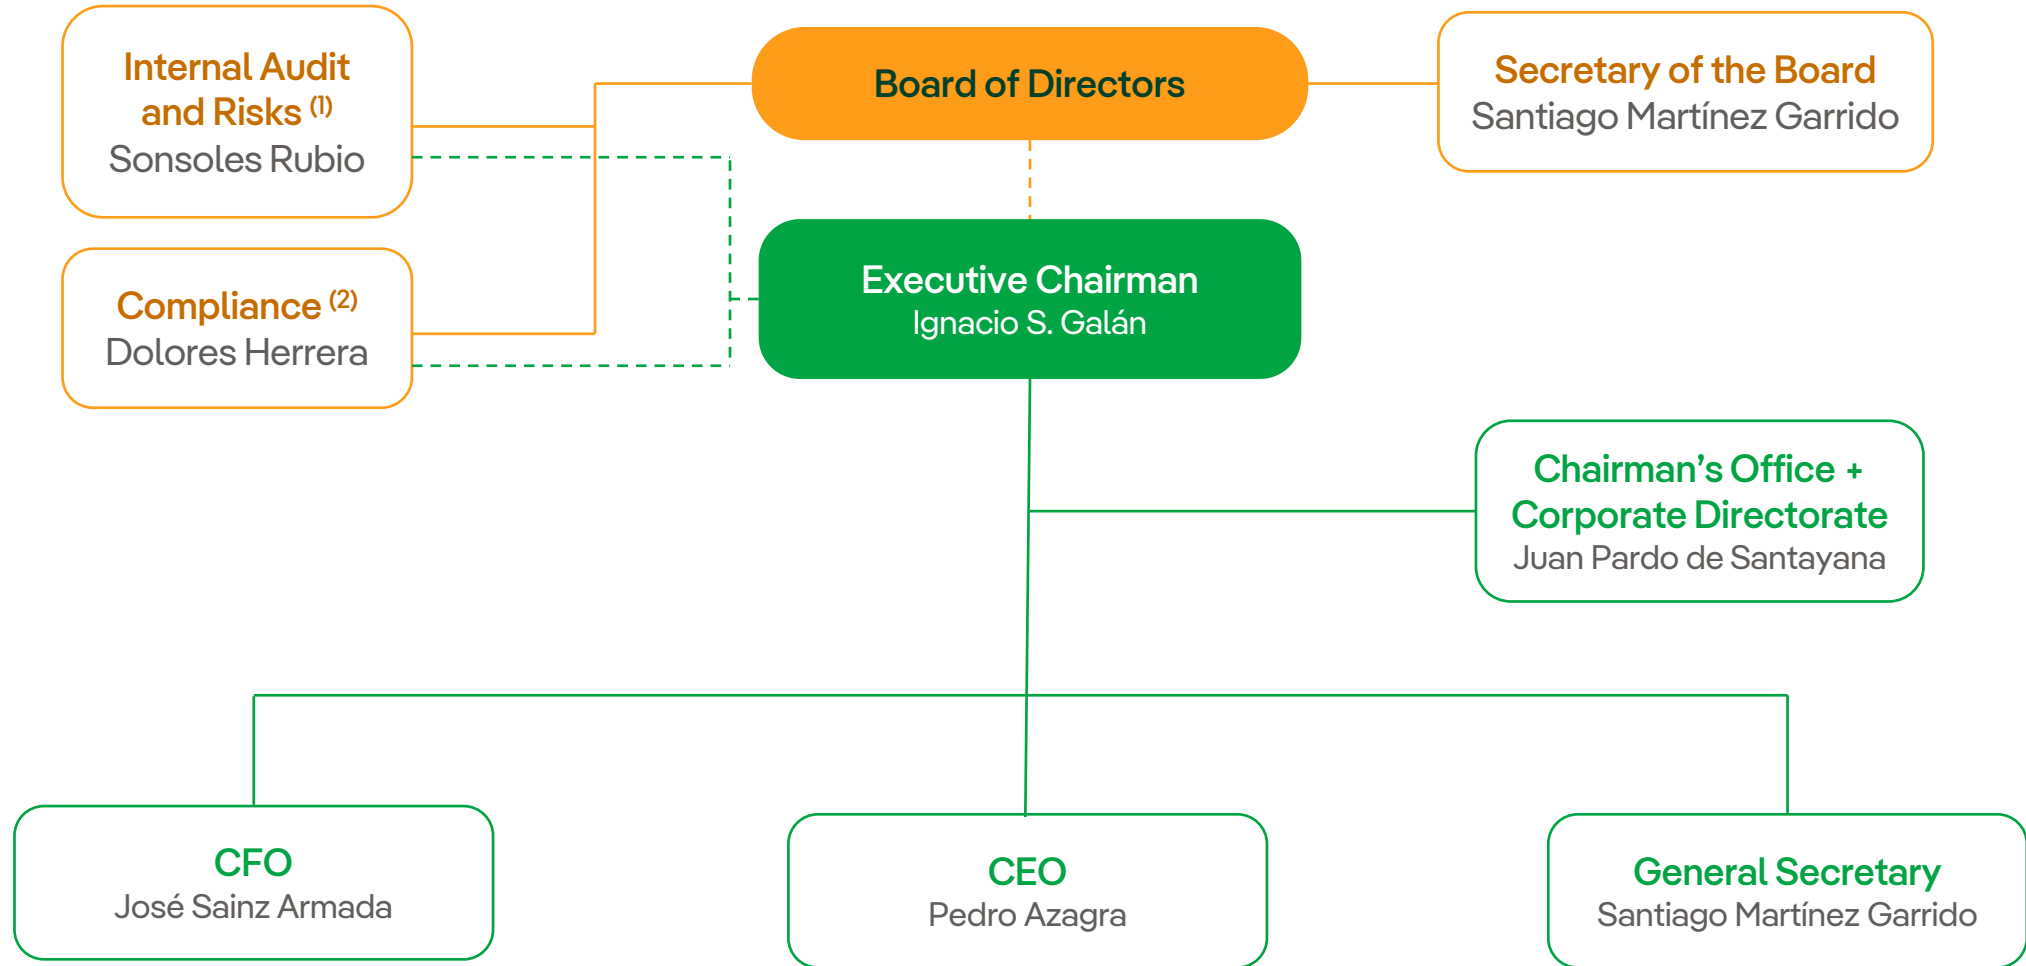 Internal Audit
and Risks (1)
Sonsoles Rubio
Board of Directors
Secretary of the Board
Santiago Martínez Garrido
Compliance (2)
Dolores Herrera
Executive Chairman
Ignacio S. Galán
Chairman’s Office +
Corporate Directorate
Juan Pardo de Santayana
CFO
José Sainz Armada
CEO
Pedro Azagra
General Secretary
Santiago Martínez Garrido